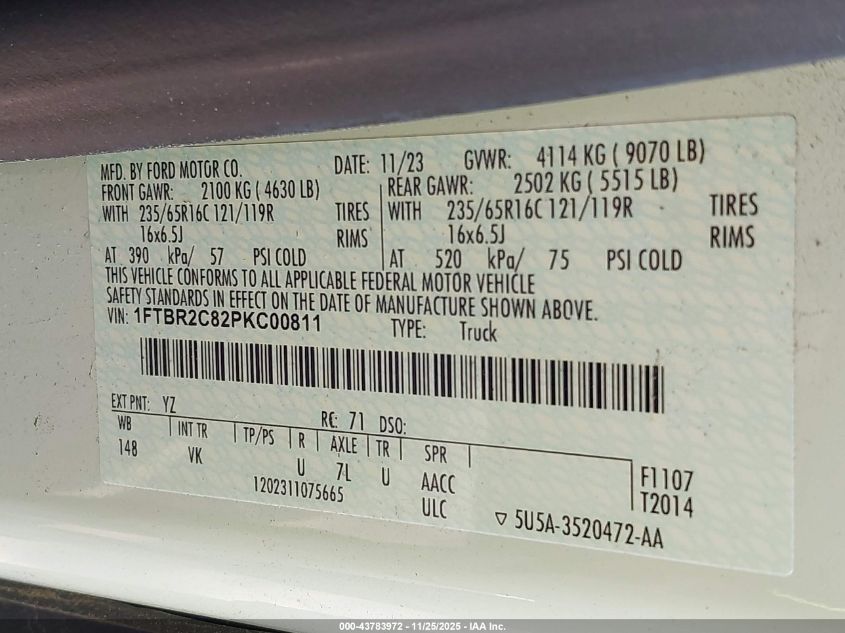 MFD. BY FORD MOTOR CO. DATE: 11/23 GVWR: 4114 KG ( 9070 LB)
FRONT GAWR: 2100 KG ( 4630 LB) REAR GAWR: 2502 KG ( 5515 LB)
WITH 235/65R16C 121/119R TIRES WITH 235/65R16C 121/119R TIRES
16x6.5J RIMS 16x6.5J RIMS
AT 390 kPa/ 57 PSI COLD AT 520 kPa/ 75 PSI COLD
THIS VEHICLE CONFORMS TO ALL APPLICABLE FEDERAL MOTOR VEHICLE
SAFETY STANDARDS IN EFFECT ON THE DATE OF MANUFACTURE SHOWN ABOVE.
VIN: 1FTBR2C82PKC00811 TYPE: Truck
EXT PNT: YZ RC: 71 DSO:
WB INT TR TP/PS R AXLE TR SPR
148 VK U 7L U AACC F1107
1202311075665 ULC T2014
▽ 5U5A-3520472-AA
000-43783972 - 11/25/2025 - IAA Inc.